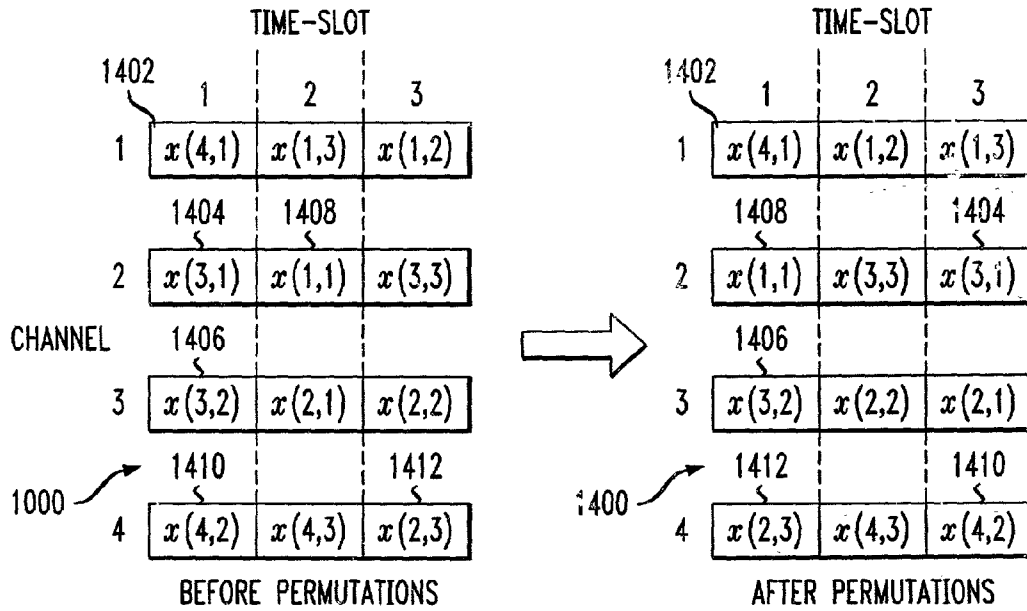 TIME-SLOT TIME-SLOT
1402 1402
1 2 3 1 2 3
1 x(4,1) x(1,3) x(1,2) 1 x(4,1) x(1,2) x(1,3)
1404 1408 1408 1404
2 x(3,1) x(1,1) x(3,3) 2 x(1,1) x(3,3) x(3,1)
CHANNEL 1406 1406
3 x(3,2) x(2,1) x(2,2) 3 x(3,2) x(2,2) x(2,1)
1000 1410 1412 1400 1412 1410
4 x(4,2) x(4,3) x(2,3) 4 x(2,3) x(4,3) x(4,2)
BEFORE PERMUTATIONS AFTER PERMUTATIONS